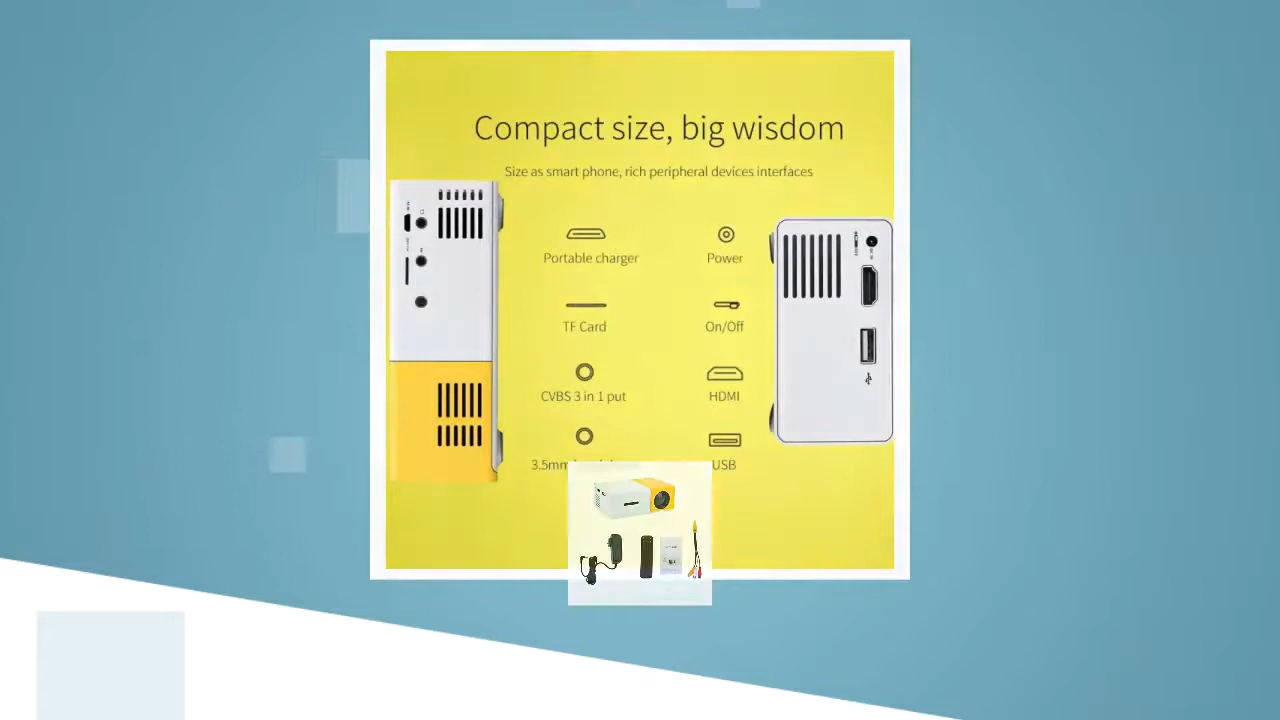 Compact size, big wisdom
Size as smart phone, rich peripheral devices interfaces
Portable charger
Power
TF Card
On/Off
CVBS 3 in 1 put
HDMI
3.5mm
USB